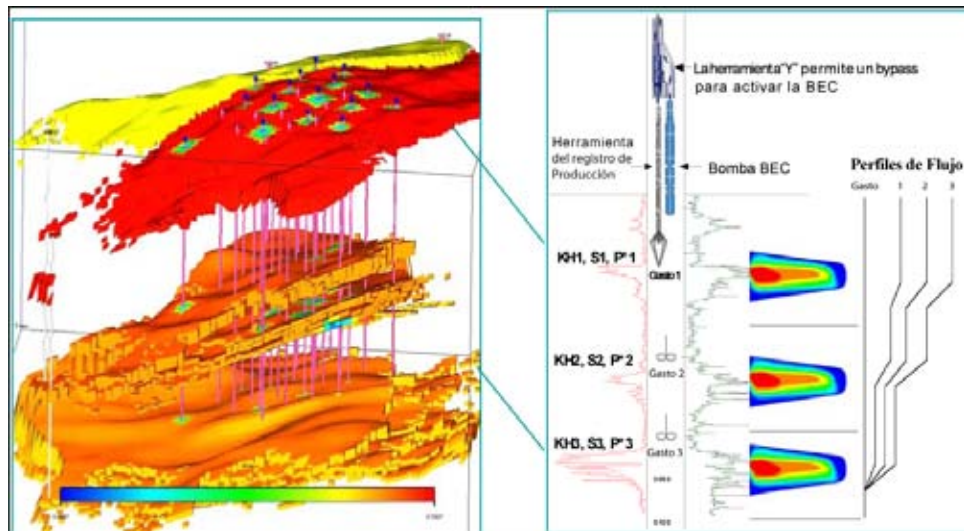 La herramienta "Y" permite un bypass
para activar la BEC
Herramienta
del registro de
Producción
Bomba BEC
Perfiles de Flujo
Gasto 1 2 3
KH1, S1, P*1
Gasto 1
KH2, S2, P*2
Gasto 2
KH3, S3, P*3
Gasto 3